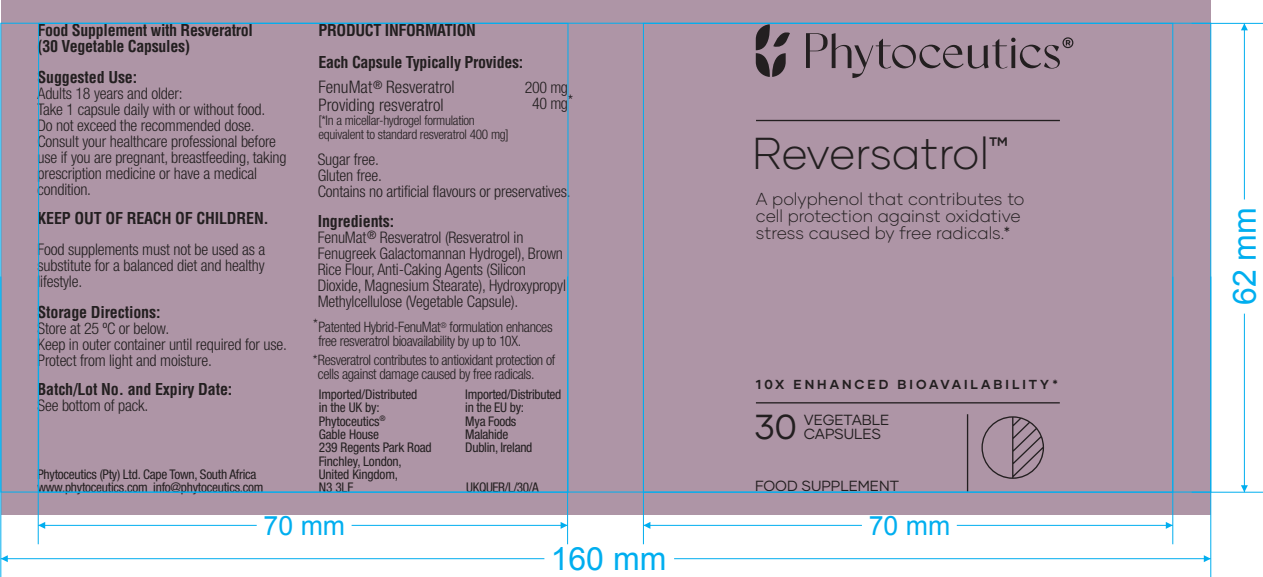 Food Supplement with Resveratrol
(30 Vegetable Capsules)
Suggested Use:
Adults 18 years and older:
Take 1 capsule daily with or without food.
Do not exceed the recommended dose.
Consult your healthcare professional before
use if you are pregnant, breastfeeding, taking
prescription medicine or have a medical
condition.
KEEP OUT OF REACH OF CHILDREN.
Food supplements must not be used as a
substitute for a balanced diet and healthy
lifestyle.
Storage Directions:
Store at 25 ºC or below.
Keep in outer container until required for use.
Protect from light and moisture.
Batch/Lot No. and Expiry Date:
See bottom of pack.
Phytoceutics (Pty) Ltd. Cape Town, South Africa
www.phytoceutics.com info@phytoceutics.com
PRODUCT INFORMATION
Each Capsule Typically Provides:
FenuMat® Resveratrol 200 mg
Providing resveratrol 40 mg*
[*In a micellar-hydrogel formulation
equivalent to standard resveratrol 400 mg]
Sugar free.
Gluten free.
Contains no artificial flavours or preservatives.
Ingredients:
FenuMat® Resveratrol (Resveratrol in
Fenugreek Galactomannan Hydrogel), Brown
Rice Flour, Anti-Caking Agents (Silicon
Dioxide, Magnesium Stearate), Hydroxypropyl
Methylcellulose (Vegetable Capsule).
*Patented Hybrid-FenuMat® formulation enhances
free resveratrol bioavailability by up to 10X.
*Resveratrol contributes to antioxidant protection of
cells against damage caused by free radicals.
Imported/Distributed
in the UK by:
Phytoceutics®
Gable House
239 Regents Park Road
Finchley, London,
United Kingdom,
N3 3LF
Imported/Distributed
in the EU by:
Mya Foods
Malahide
Dublin, Ireland
UKQUER/L/30/A
Phytoceutics®
Reversatrol™
A polyphenol that contributes to
cell protection against oxidative
stress caused by free radicals.*
10X ENHANCED BIOAVAILABILITY*
30 VEGETABLE
CAPSULES
FOOD SUPPLEMENT
62 mm
70 mm
70 mm
160 mm